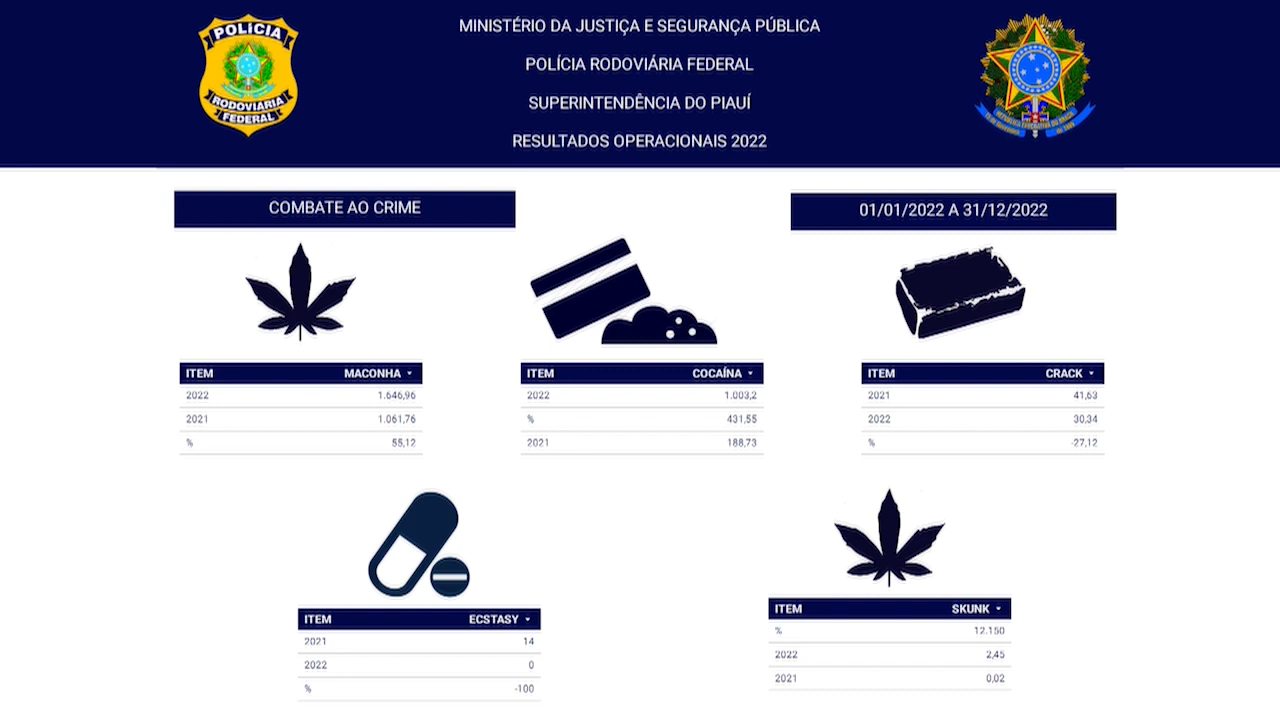 POLÍCIA
RODOVIÁRIA
FEDERAL
MINISTÉRIO DA JUSTIÇA E SEGURANÇA PÚBLICA
POLÍCIA RODOVIÁRIA FEDERAL
SUPERINTENDÊNCIA DO PIAUÍ
RESULTADOS OPERACIONAIS 2022
COMBATE AO CRIME
01/01/2022 A 31/12/2022
ITEM MACONHA
2022 1.646,96
2021 1.061,76
% 55,12
ITEM COCAÍNA
2022 1.003,2
% 431,55
2021 188,73
ITEM CRACK
2021 41,63
2022 30,34
% -27,12
ITEM ECSTASY
2021 14
2022 0
% -100
ITEM SKUNK
% 12.150
2022 2,45
2021 0,02